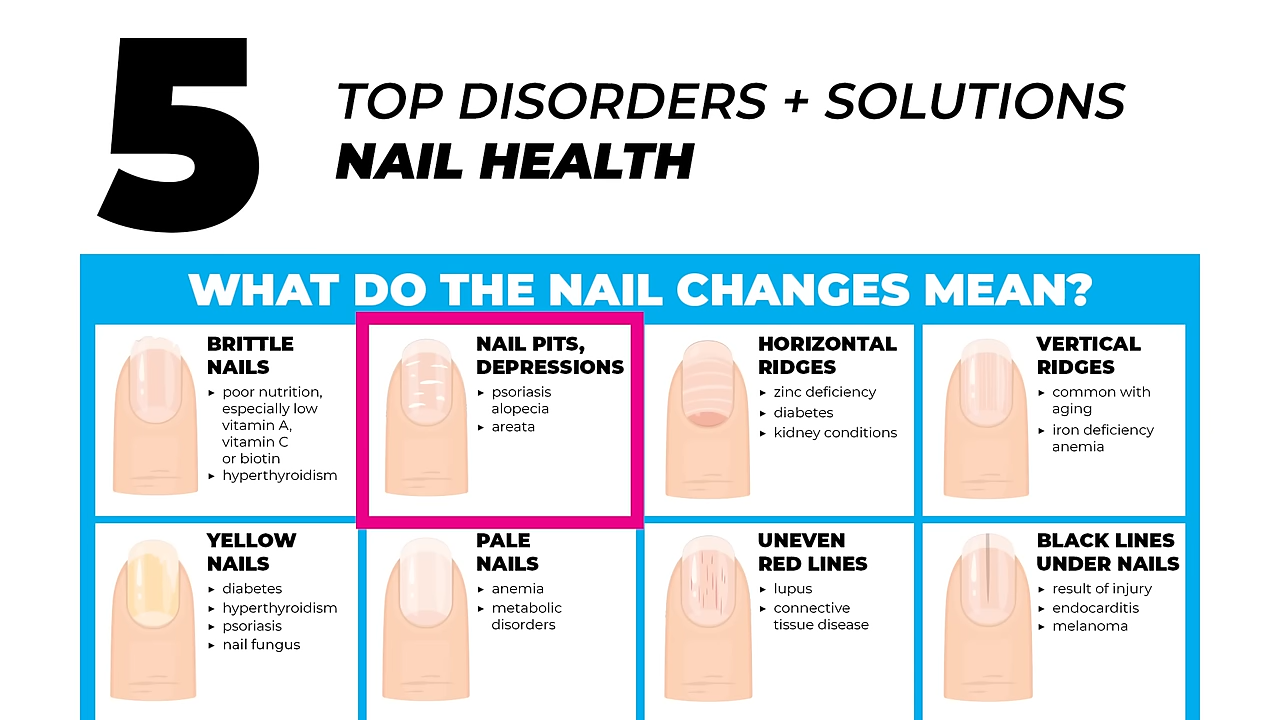 5
TOP DISORDERS + SOLUTIONS
NAIL HEALTH
WHAT DO THE NAIL CHANGES MEAN?
BRITTLE
NAILS
▸ poor nutrition,
especially low
vitamin A,
vitamin C
or biotin
▸ hyperthyroidism
NAIL PITS,
DEPRESSIONS
▸ psoriasis
alopecia
▸ areata
HORIZONTAL
RIDGES
▸ zinc deficiency
▸ diabetes
▸ kidney conditions
VERTICAL
RIDGES
▸ common with
aging
▸ iron deficiency
anemia
YELLOW
NAILS
▸ diabetes
▸ hyperthyroidism
▸ psoriasis
▸ nail fungus
PALE
NAILS
▸ anemia
▸ metabolic
disorders
UNEVEN
RED LINES
▸ lupus
▸ connective
tissue disease
BLACK LINES
UNDER NAILS
▸ result of injury
▸ endocarditis
▸ melanoma